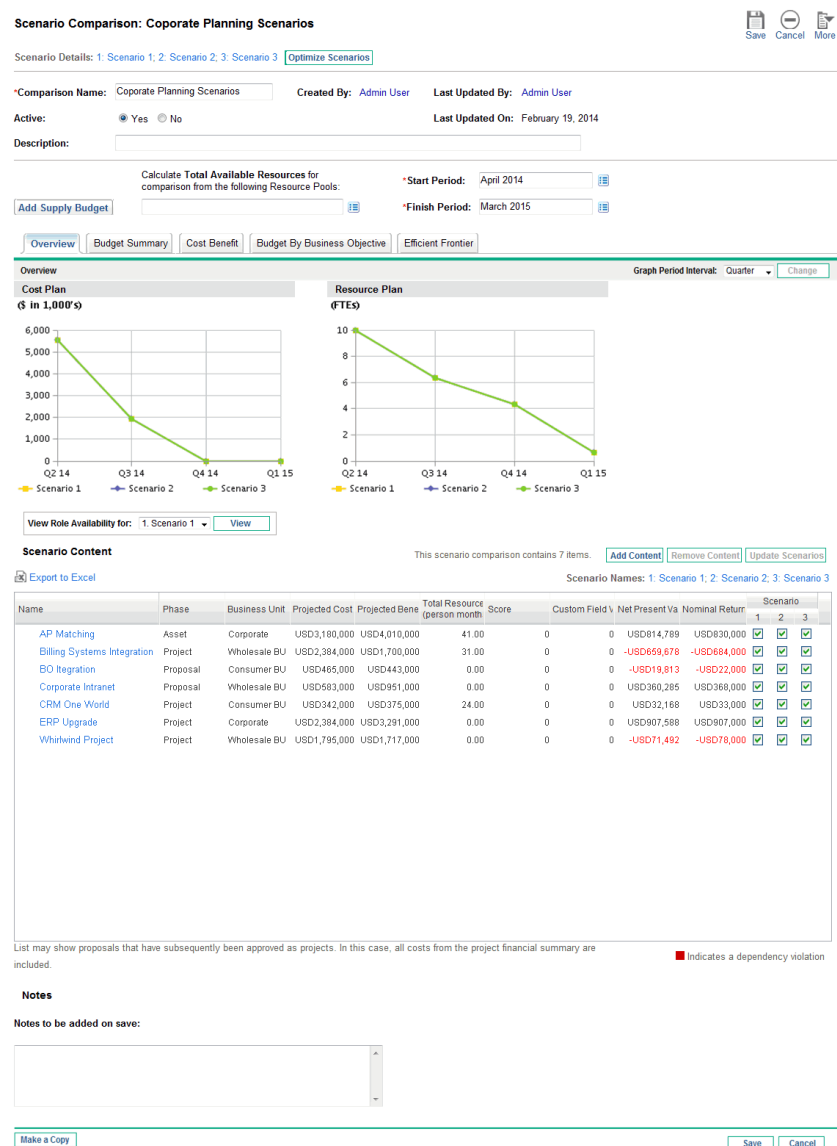 Scenario Comparison: Coporate Planning Scenarios
Save Cancel More
Scenario Details: 1: Scenario 1; 2: Scenario 2; 3: Scenario 3 Optimize Scenarios
*Comparison Name: Coporate Planning Scenarios Created By: Admin User Last Updated By: Admin User
Active: Yes No Last Updated On: February 19, 2014
Description:
Calculate Total Available Resources for
comparison from the following Resource Pools:
*Start Period: April 2014
Add Supply Budget *Finish Period: March 2015
Overview Budget Summary Cost Benefit Budget By Business Objective Efficient Frontier
Overview Graph Period Interval: Quarter Change
Cost Plan Resource Plan
($ in 1,000's) (FTEs)
6,000 10
5,000 8
4,000 6
3,000 4
2,000 2
1,000 0
0
Q2 14 Q3 14 Q4 14 Q1 15 Q2 14 Q3 14 Q4 14 Q1 15
Scenario 1 Scenario 2 Scenario 3 Scenario 1 Scenario 2 Scenario 3
View Role Availability for: 1. Scenario 1 View
Scenario Content This scenario comparison contains 7 items. Add Content Remove Content Update Scenarios
Export to Excel Scenario Names: 1: Scenario 1; 2: Scenario 2; 3: Scenario 3
Name Phase Business Unit Projected Cost Projected Bene Total Resource (person month Score Custom Field V Net Present Va Nominal Return Scenario
1 2 3
AP Matching Asset Corporate USD3,180,000 USD4,010,000 41.00 0 0 USD814,789 USD830,000
Billing Systems Integration Project Wholesale BU USD2,384,000 USD1,700,000 31.00 0 0 -USD659,678 -USD684,000
BO Itegration Proposal Consumer BU USD465,000 USD443,000 0.00 0 0 -USD19,813 -USD22,000
Corporate Intranet Proposal Wholesale BU USD583,000 USD951,000 0.00 0 0 USD360,285 USD368,000
CRM One World Project Consumer BU USD342,000 USD375,000 24.00 0 0 USD32,168 USD33,000
ERP Upgrade Project Corporate USD2,384,000 USD3,291,000 0.00 0 0 USD907,588 USD907,000
Whirlwind Project Project Wholesale BU USD1,795,000 USD1,717,000 0.00 0 0 -USD71,492 -USD78,000
List may show proposals that have subsequently been approved as projects. In this case, all costs from the project financial summary are
included.
Indicates a dependency violation
Notes
Notes to be added on save:
Make a Copy Save Cancel